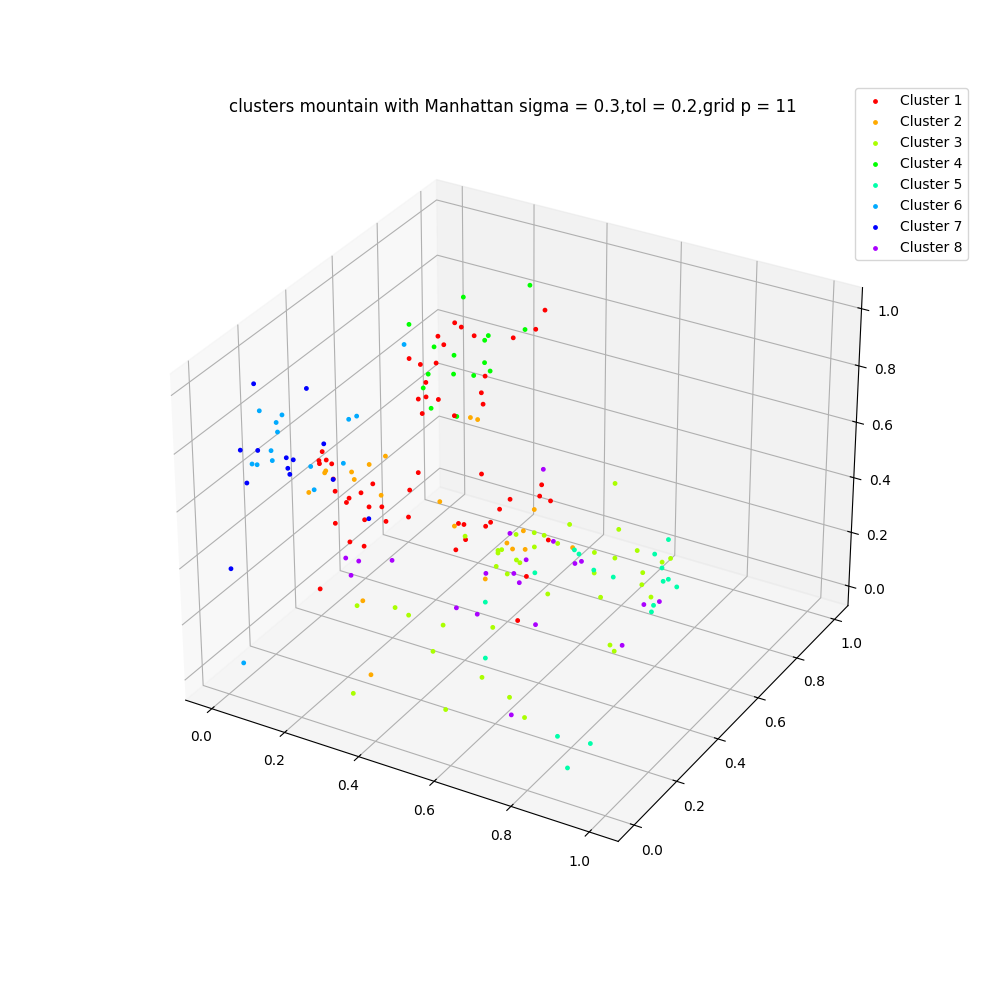 clusters mountain with Manhattan sigma = 0.3,tol = 0.2,grid p = 11
Cluster 1
Cluster 2
Cluster 3
Cluster 4
Cluster 5
Cluster 6
Cluster 7
Cluster 8
1.0
0.8
0.6
0.4
0.2
0.0
1.0
0.8
0.6
0.4
0.2
0.0
0.0
0.2
0.4
0.6
0.8
1.0